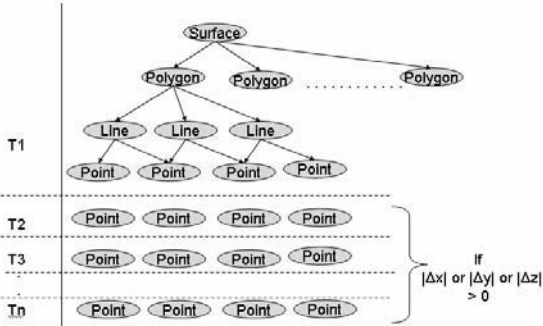 Surface
Polygon Polygon . . . . . . . . . . . Polygon
Line Line Line
T1
Point Point Point Point
T2 Point Point Point Point
T3 Point Point Point Point
If
|Δx| or |Δy| or |Δz|
> 0
:
Tn Point Point Point Point